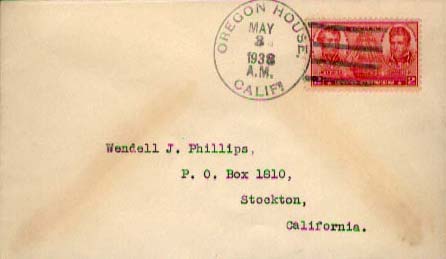 OREGON HOUSE,
MAY
3
1938
A.M.
CALIF.
Wendell J. Phillips,
P. O. Box 1810,
Stockton,
California.